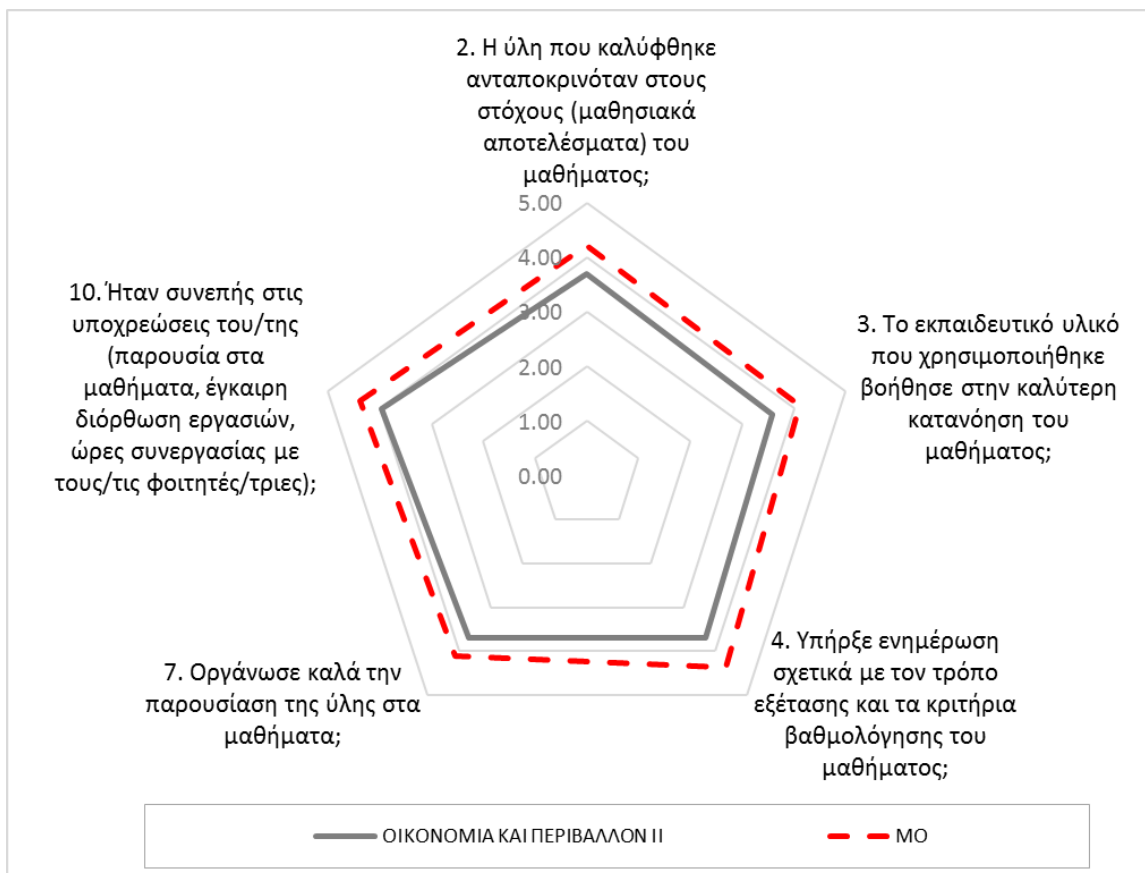 2. Η ύλη που καλύφθηκε
ανταποκρινόταν στους
στόχους (μαθησιακά
αποτελέσματα) του
μαθήματος;
5.00
4.00
3.00
2.00
1.00
0.00
3. Το εκπαιδευτικό υλικό
που χρησιμοποιήθηκε
βοήθησε στην καλύτερη
κατανόηση του
μαθήματος;
4. Υπήρξε ενημέρωση
σχετικά με τον τρόπο
εξέτασης και τα κριτήρια
βαθμολόγησης του
μαθήματος;
7. Οργάνωσε καλά την
παρουσίαση της ύλης στα
μαθήματα;
10. Ήταν συνεπής στις
υποχρεώσεις του/της
(παρουσία στα
μαθήματα, έγκαιρη
διόρθωση εργασιών,
ώρες συνεργασίας με
τους/τις φοιτητές/τριες);
ΟΙΚΟΝΟΜΙΑ ΚΑΙ ΠΕΡΙΒΑΛΛΟΝ ΙΙ
ΜΟ